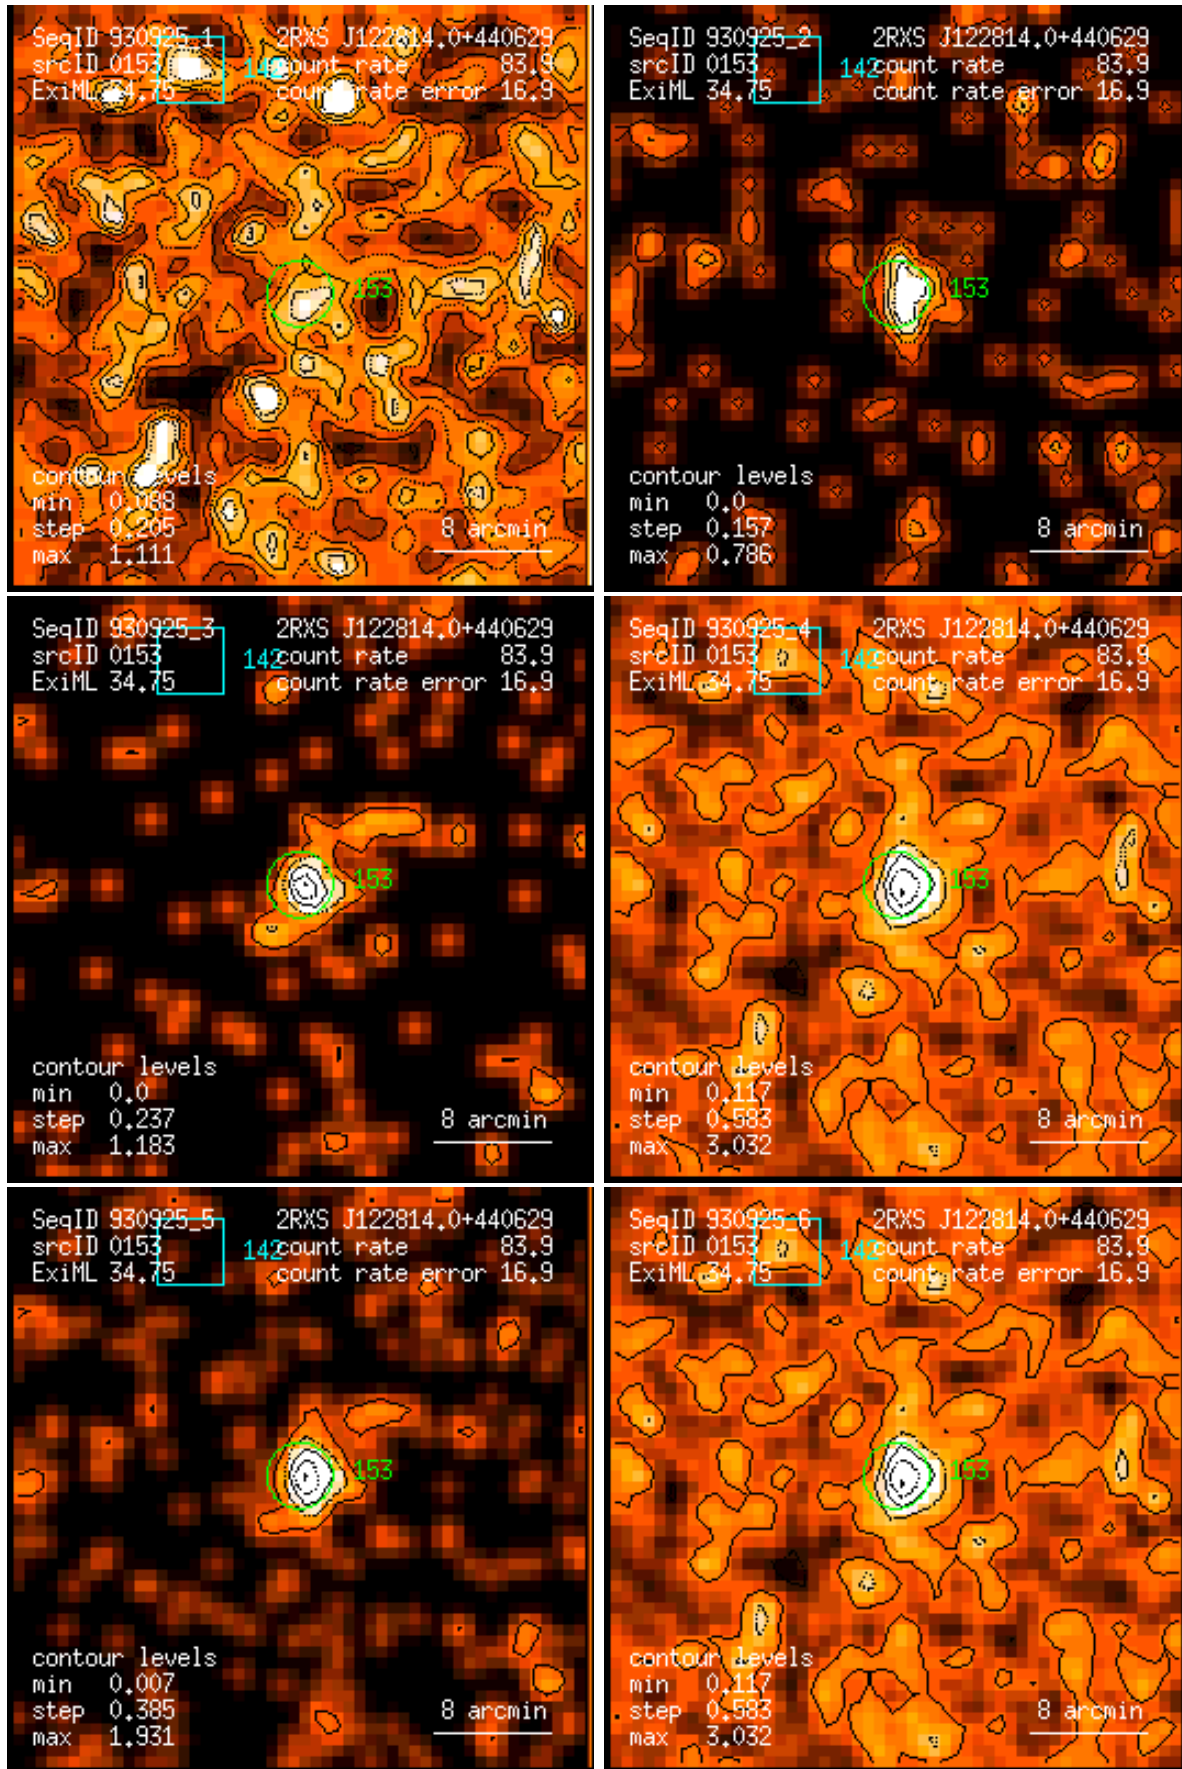 SeqID 930925_1 2RXS J122814.0+440629
srcID 0153 142 count rate 83.9
ExiML 34.75 count rate error 16.9
153
contour levels
min 0.088
step 0.205 8 arcmin
max 1.111
SeqID 930925_2 2RXS J122814.0+440629
srcID 0153 142 count rate 83.9
ExiML 34.75 count rate error 16.9
153
contour levels
min 0.0
step 0.157 8 arcmin
max 0.786
SeqID 930925_3 2RXS J122814.0+440629
srcID 0153 142 count rate 83.9
ExiML 34.75 count rate error 16.9
153
contour levels
min 0.0
step 0.237 8 arcmin
max 1.183
SeqID 930925_4 2RXS J122814.0+440629
srcID 0153 142 count rate 83.9
ExiML 34.75 count rate error 16.9
153
contour levels
min 0.117
step 0.583 8 arcmin
max 3.032
SeqID 930925_5 2RXS J122814.0+440629
srcID 0153 142 count rate 83.9
ExiML 34.75 count rate error 16.9
153
contour levels
min 0.007
step 0.385 8 arcmin
max 1.931
SeqID 930925_6 2RXS J122814.0+440629
srcID 0153 142 count rate 83.9
ExiML 34.75 count rate error 16.9
153
contour levels
min 0.117
step 0.583 8 arcmin
max 3.032